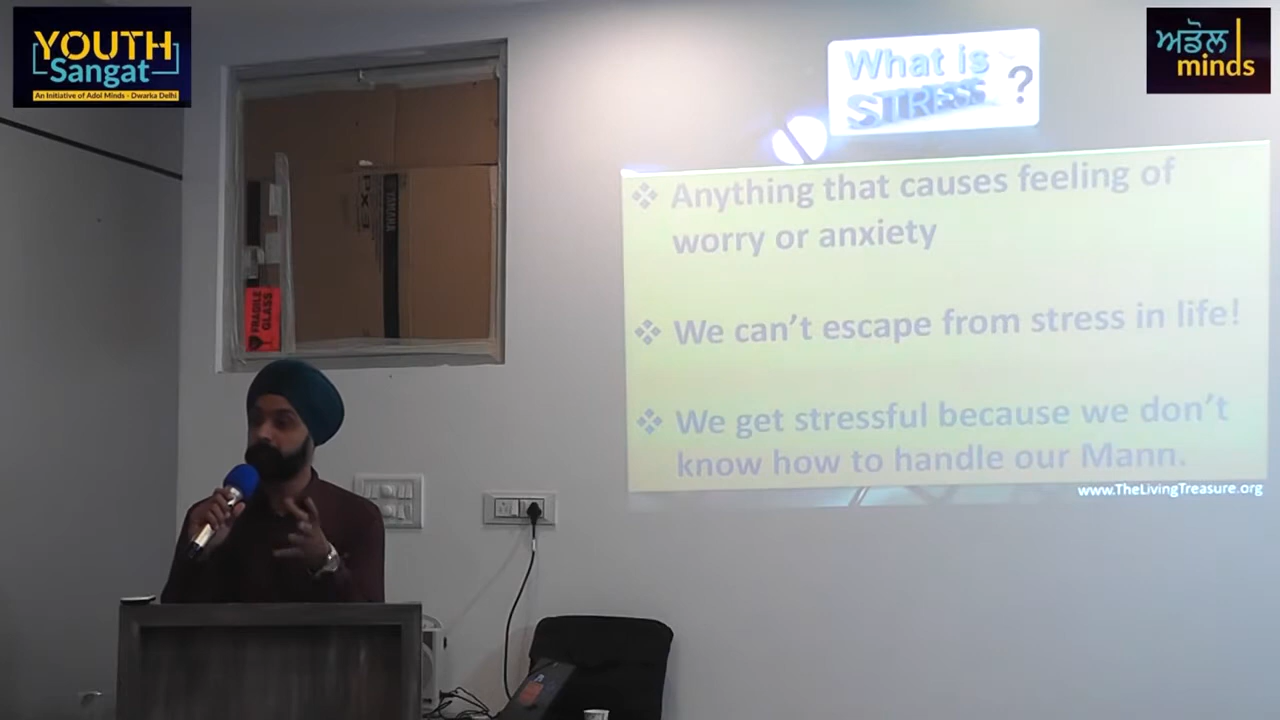 YOUTH
Sangat
An Initiative of Adol Minds - Dwarka Delhi
ਅਡੋਲ
minds
What is
STRESS ?
Anything that causes feeling of
worry or anxiety
We can't escape from stress in life!
We get stressful because we don't
know how to handle our Mann.
www.TheLivingTreasure.org
FRAGILE
GLASS